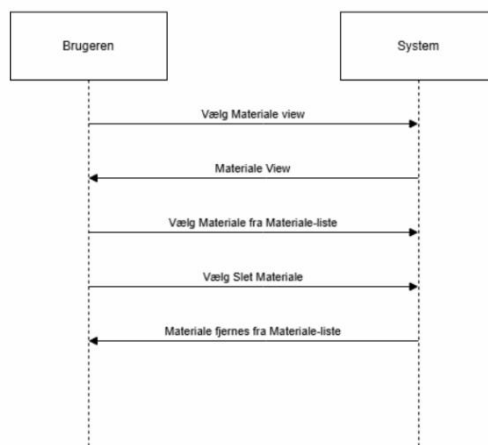 Brugeren
System
Vælg Materiale view
Materiale View
Vælg Materiale fra Materiale-liste
Vælg Slet Materiale
Materiale fjernes fra Materiale-liste